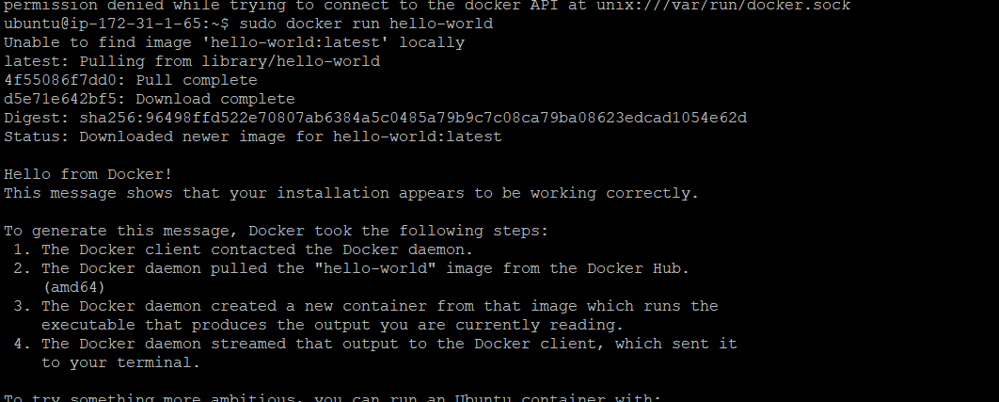 permission denied while trying to connect to the docker API at unix:///var/run/docker.sock
ubuntu@ip-172-31-1-65:~$ sudo docker run hello-world
Unable to find image 'hello-world:latest' locally
latest: Pulling from library/hello-world
4f55086f7dd0: Pull complete
d5e71e642bf5: Download complete
Digest: sha256:96498ffd522e70807ab6384a5c0485a79b9c7c08ca79ba08623edcad1054e62d
Status: Downloaded newer image for hello-world:latest
Hello from Docker!
This message shows that your installation appears to be working correctly.
To generate this message, Docker took the following steps:
1. The Docker client contacted the Docker daemon.
2. The Docker daemon pulled the "hello-world" image from the Docker Hub.
(amd64)
3. The Docker daemon created a new container from that image which runs the
executable that produces the output you are currently reading.
4. The Docker daemon streamed that output to the Docker client, which sent it
to your terminal.
To try something more ambitious, you can run an Ubuntu container with: